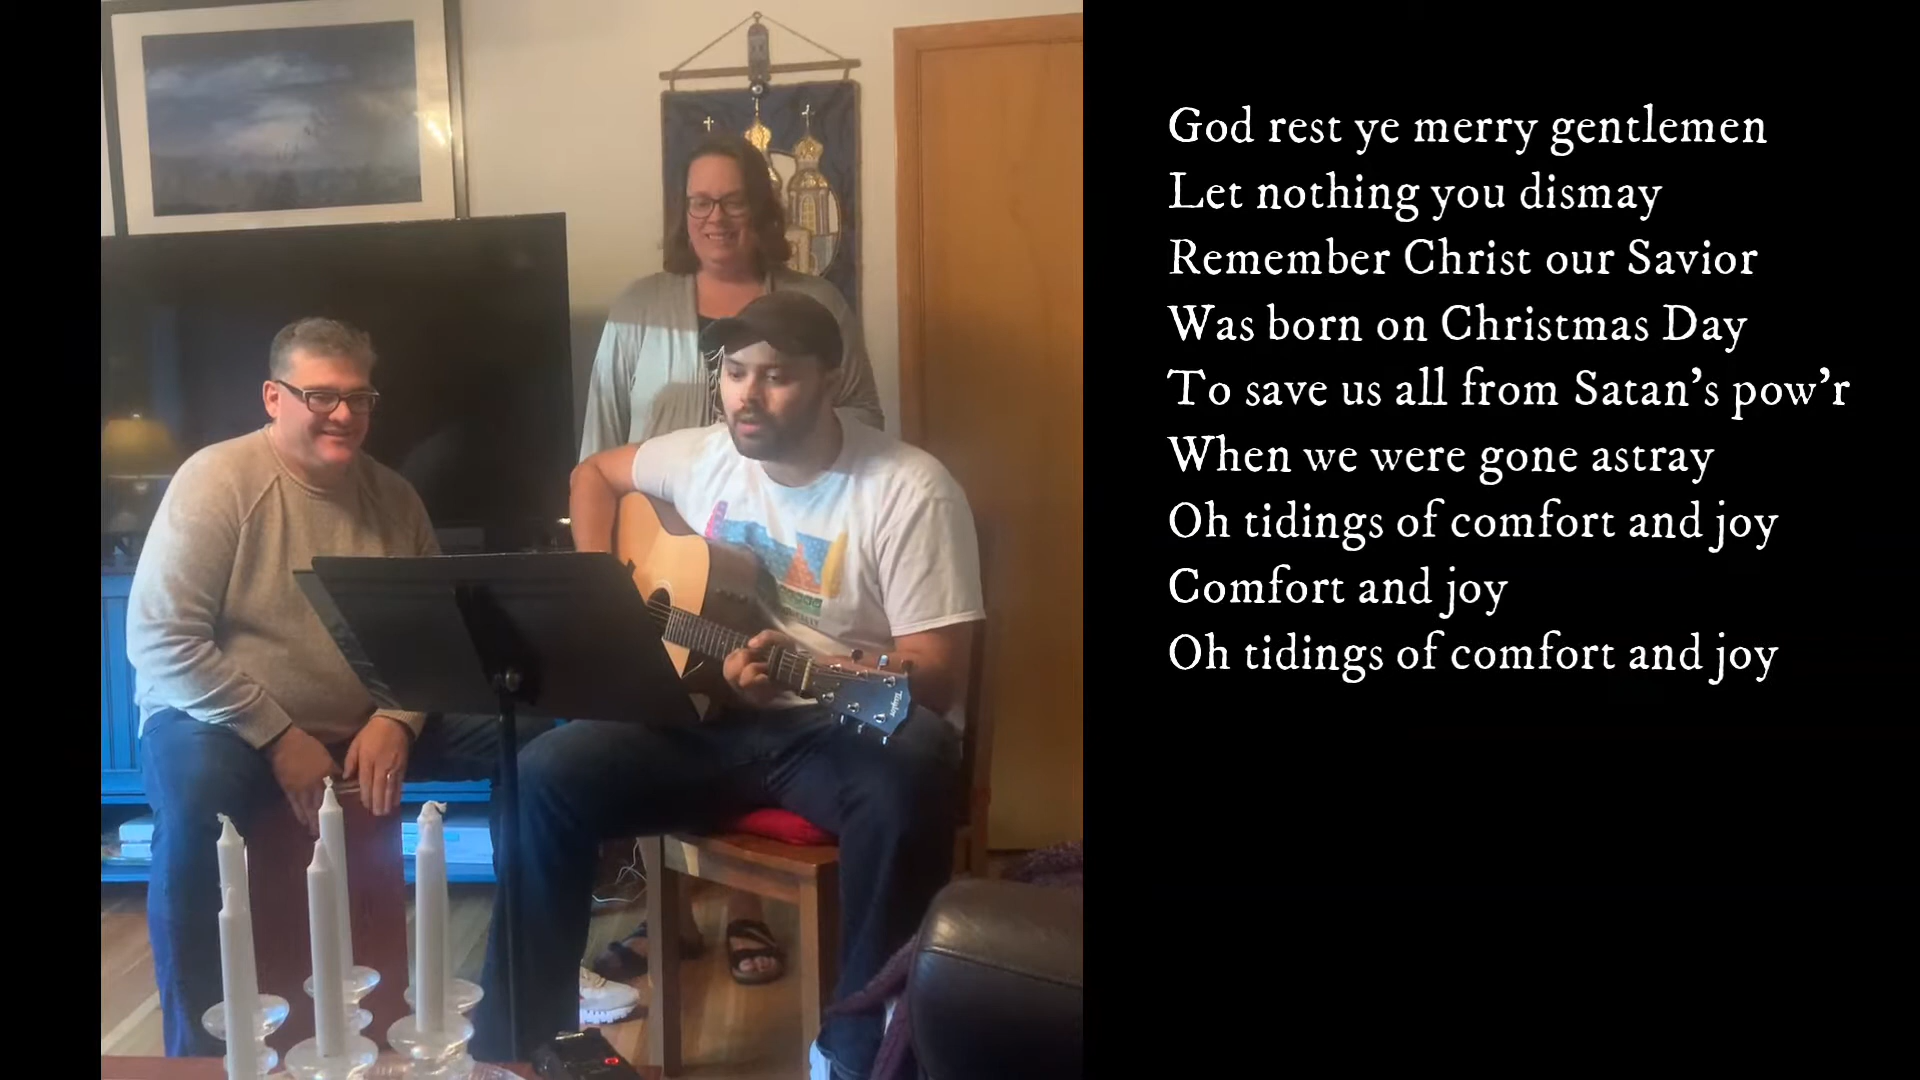 God rest ye merry gentlemen
Let nothing you dismay
Remember Christ our Savior
Was born on Christmas Day
To save us all from Satan's pow'r
When we were gone astray
Oh tidings of comfort and joy
Comfort and joy
Oh tidings of comfort and joy
Taylor